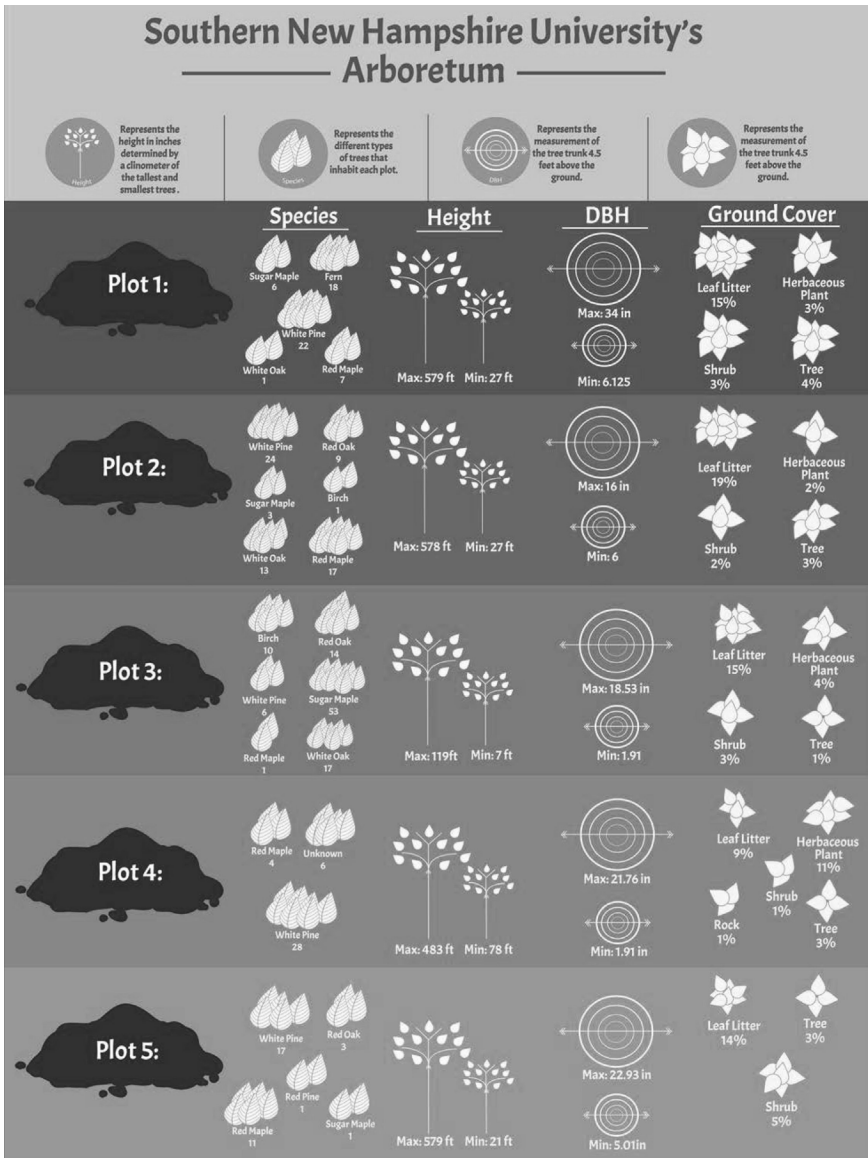 Southern New Hampshire University's
Arboretum
Represents the
height in inches
determined by
a clinometer of
the tallest and
smallest trees .
Height
Represents the
different types
of trees that
inhabit each plot.
Species
Represents the
measurement of
the tree trunk 4.5
feet above the
ground.
DBH
Represents the
measurement of
the tree trunk 4.5
feet above the
ground.
Species
Height
DBH
Ground Cover
Plot 1:
Sugar Maple
6
Fern
18
White Pine
22
White Oak
1
Red Maple
7
Max: 579 ft
Min: 27 ft
Max: 34 in
Min: 6.125
Leaf Litter
15%
Herbaceous
Plant
3%
Shrub
3%
Tree
4%
Plot 2:
White Pine
24
Red Oak
9
Sugar Maple
3
Birch
1
White Oak
13
Red Maple
17
Max: 578 ft
Min: 27 ft
Max: 16 in
Min: 6
Leaf Litter
19%
Herbaceous
Plant
2%
Shrub
2%
Tree
3%
Plot 3:
Birch
10
Red Oak
14
White Pine
6
Sugar Maple
53
Red Maple
1
White Oak
17
Max: 119ft
Min: 7 ft
Max: 18.53 in
Min: 1.91
Leaf Litter
15%
Herbaceous
Plant
4%
Shrub
3%
Tree
1%
Plot 4:
Red Maple
4
Unknown
6
White Pine
28
Max: 483 ft
Min: 78 ft
Max: 21.76 in
Min: 1.91 in
Leaf Litter
9%
Herbaceous
Plant
11%
Shrub
1%
Rock
1%
Tree
3%
Plot 5:
White Pine
17
Red Oak
3
Red Pine
1
Red Maple
11
Sugar Maple
1
Max: 579 ft
Min: 21 ft
Max: 22.93 in
Min: 5.01in
Leaf Litter
14%
Tree
3%
Shrub
5%